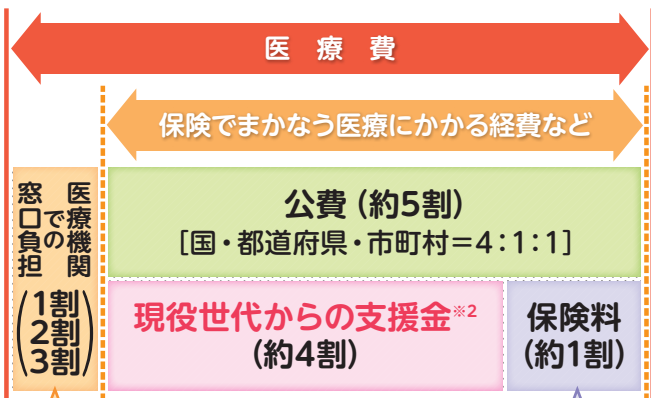 医療費
保険でまかなう医療にかかる経費など
医療機関
での
窓口負担
(1割
2割
3割)
公費(約5割)
[国・都道府県・市町村=4:1:1]
現役世代からの支援金※2
(約4割)
保険料
(約1割)